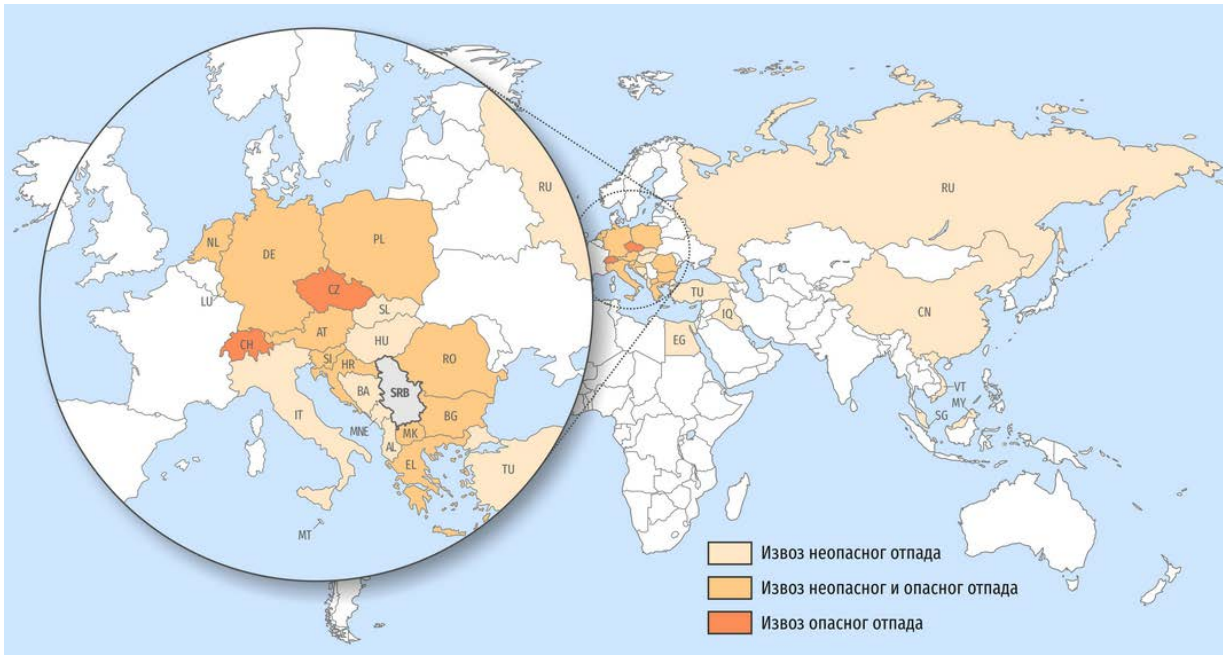 RU
NL
DE
PL
LU
CZ
SL
CH
AT
HU
SI
HR
RO
BA
SRB
IT
BG
MNE
MK
AL
EL
TU
MT
RU
TU
IQ
CN
EG
VT
MY
SG
Извоз неопасног отпада
Извоз неопасног и опасног отпада
Извоз опасног отпада